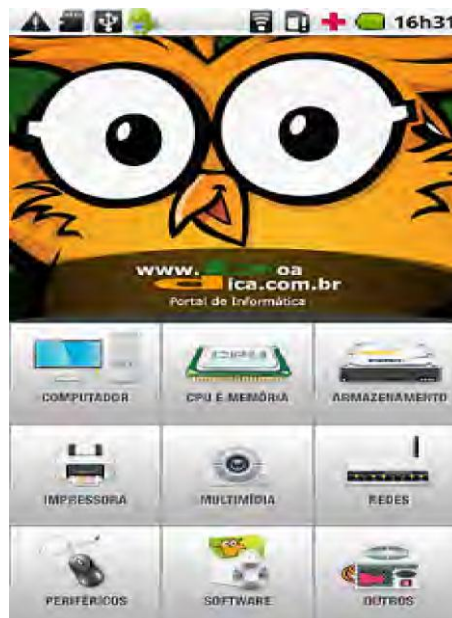 16h31
www. oa
ica.com.br
Portal de Informática
COMPUTADOR
CPU E MEMÓRIA
ARMAZENAMENTO
IMPRESSORA
MULTIMÍDIA
REDES
PERIFÉRICOS
SOFTWARE
OUTROS